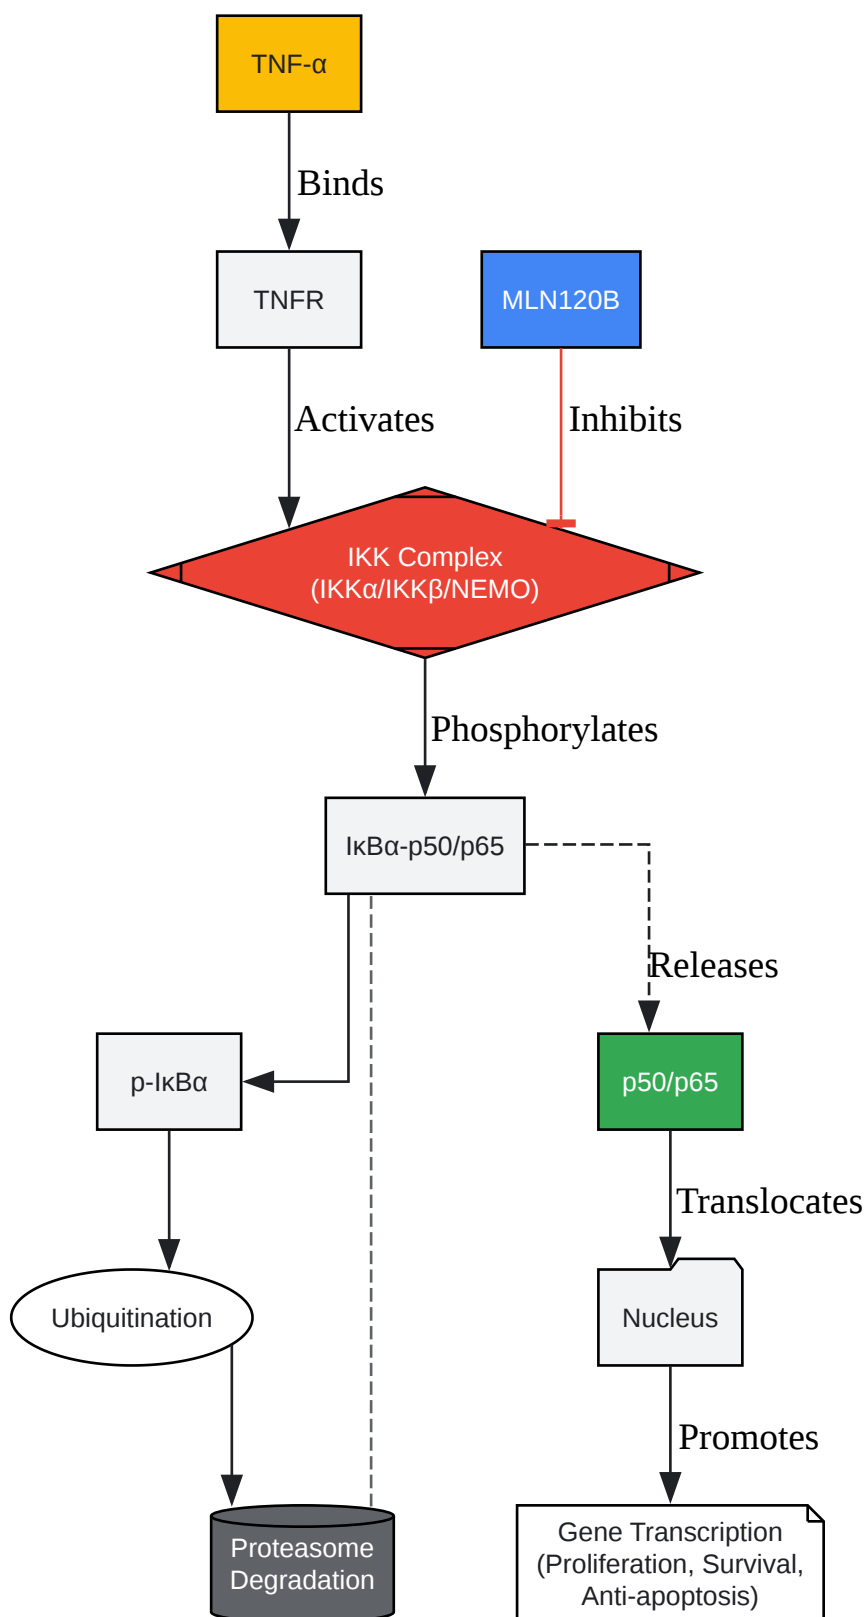 TNF-α
Binds
TNFR
MLN120B
Activates
Inhibits
IKK Complex
(IKKα/IKKβ/NEMO)
Phosphorylates
IκBα-p50/p65
Releases
p-IκBα
p50/p65
Translocates
Ubiquitination
Nucleus
Promotes
Proteasome
Degradation
Gene Transcription
(Proliferation, Survival,
Anti-apoptosis)